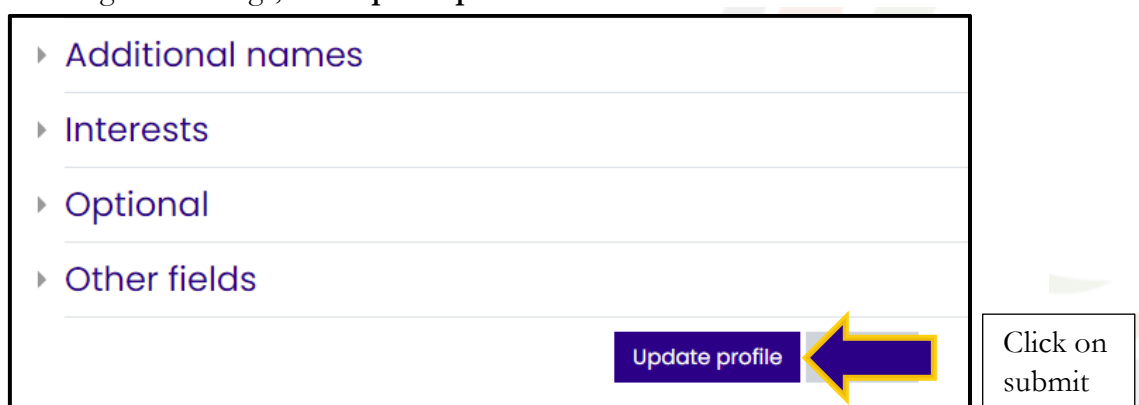 Additional names
Interests
Optional
Other fields
Update profile
Click on
submit